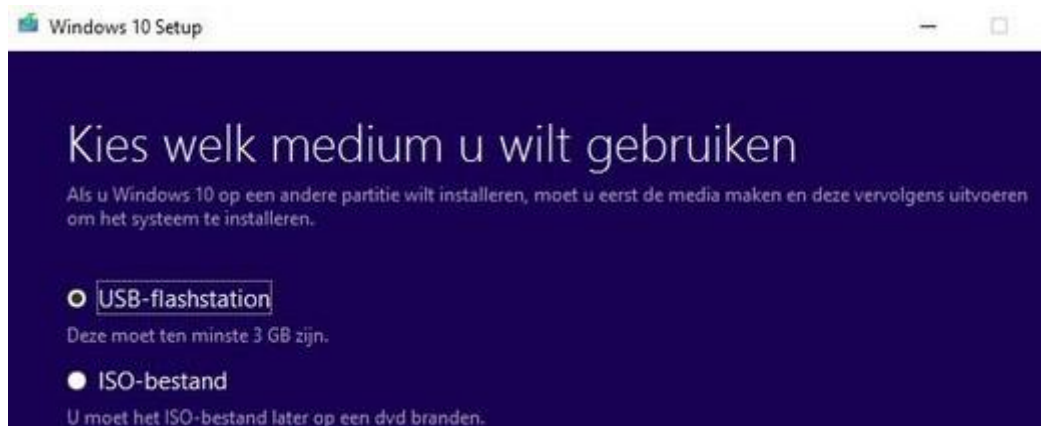 Windows 10 Setup
Kies welk medium u wilt gebruiken
Als u Windows 10 op een andere partitie wilt installeren, moet u eerst de media maken en deze vervolgens uitvoeren
om het systeem te installeren.
USB-flashstation
Deze moet ten minste 3 GB zijn.
ISO-bestand
U moet het ISO-bestand later op een dvd branden.